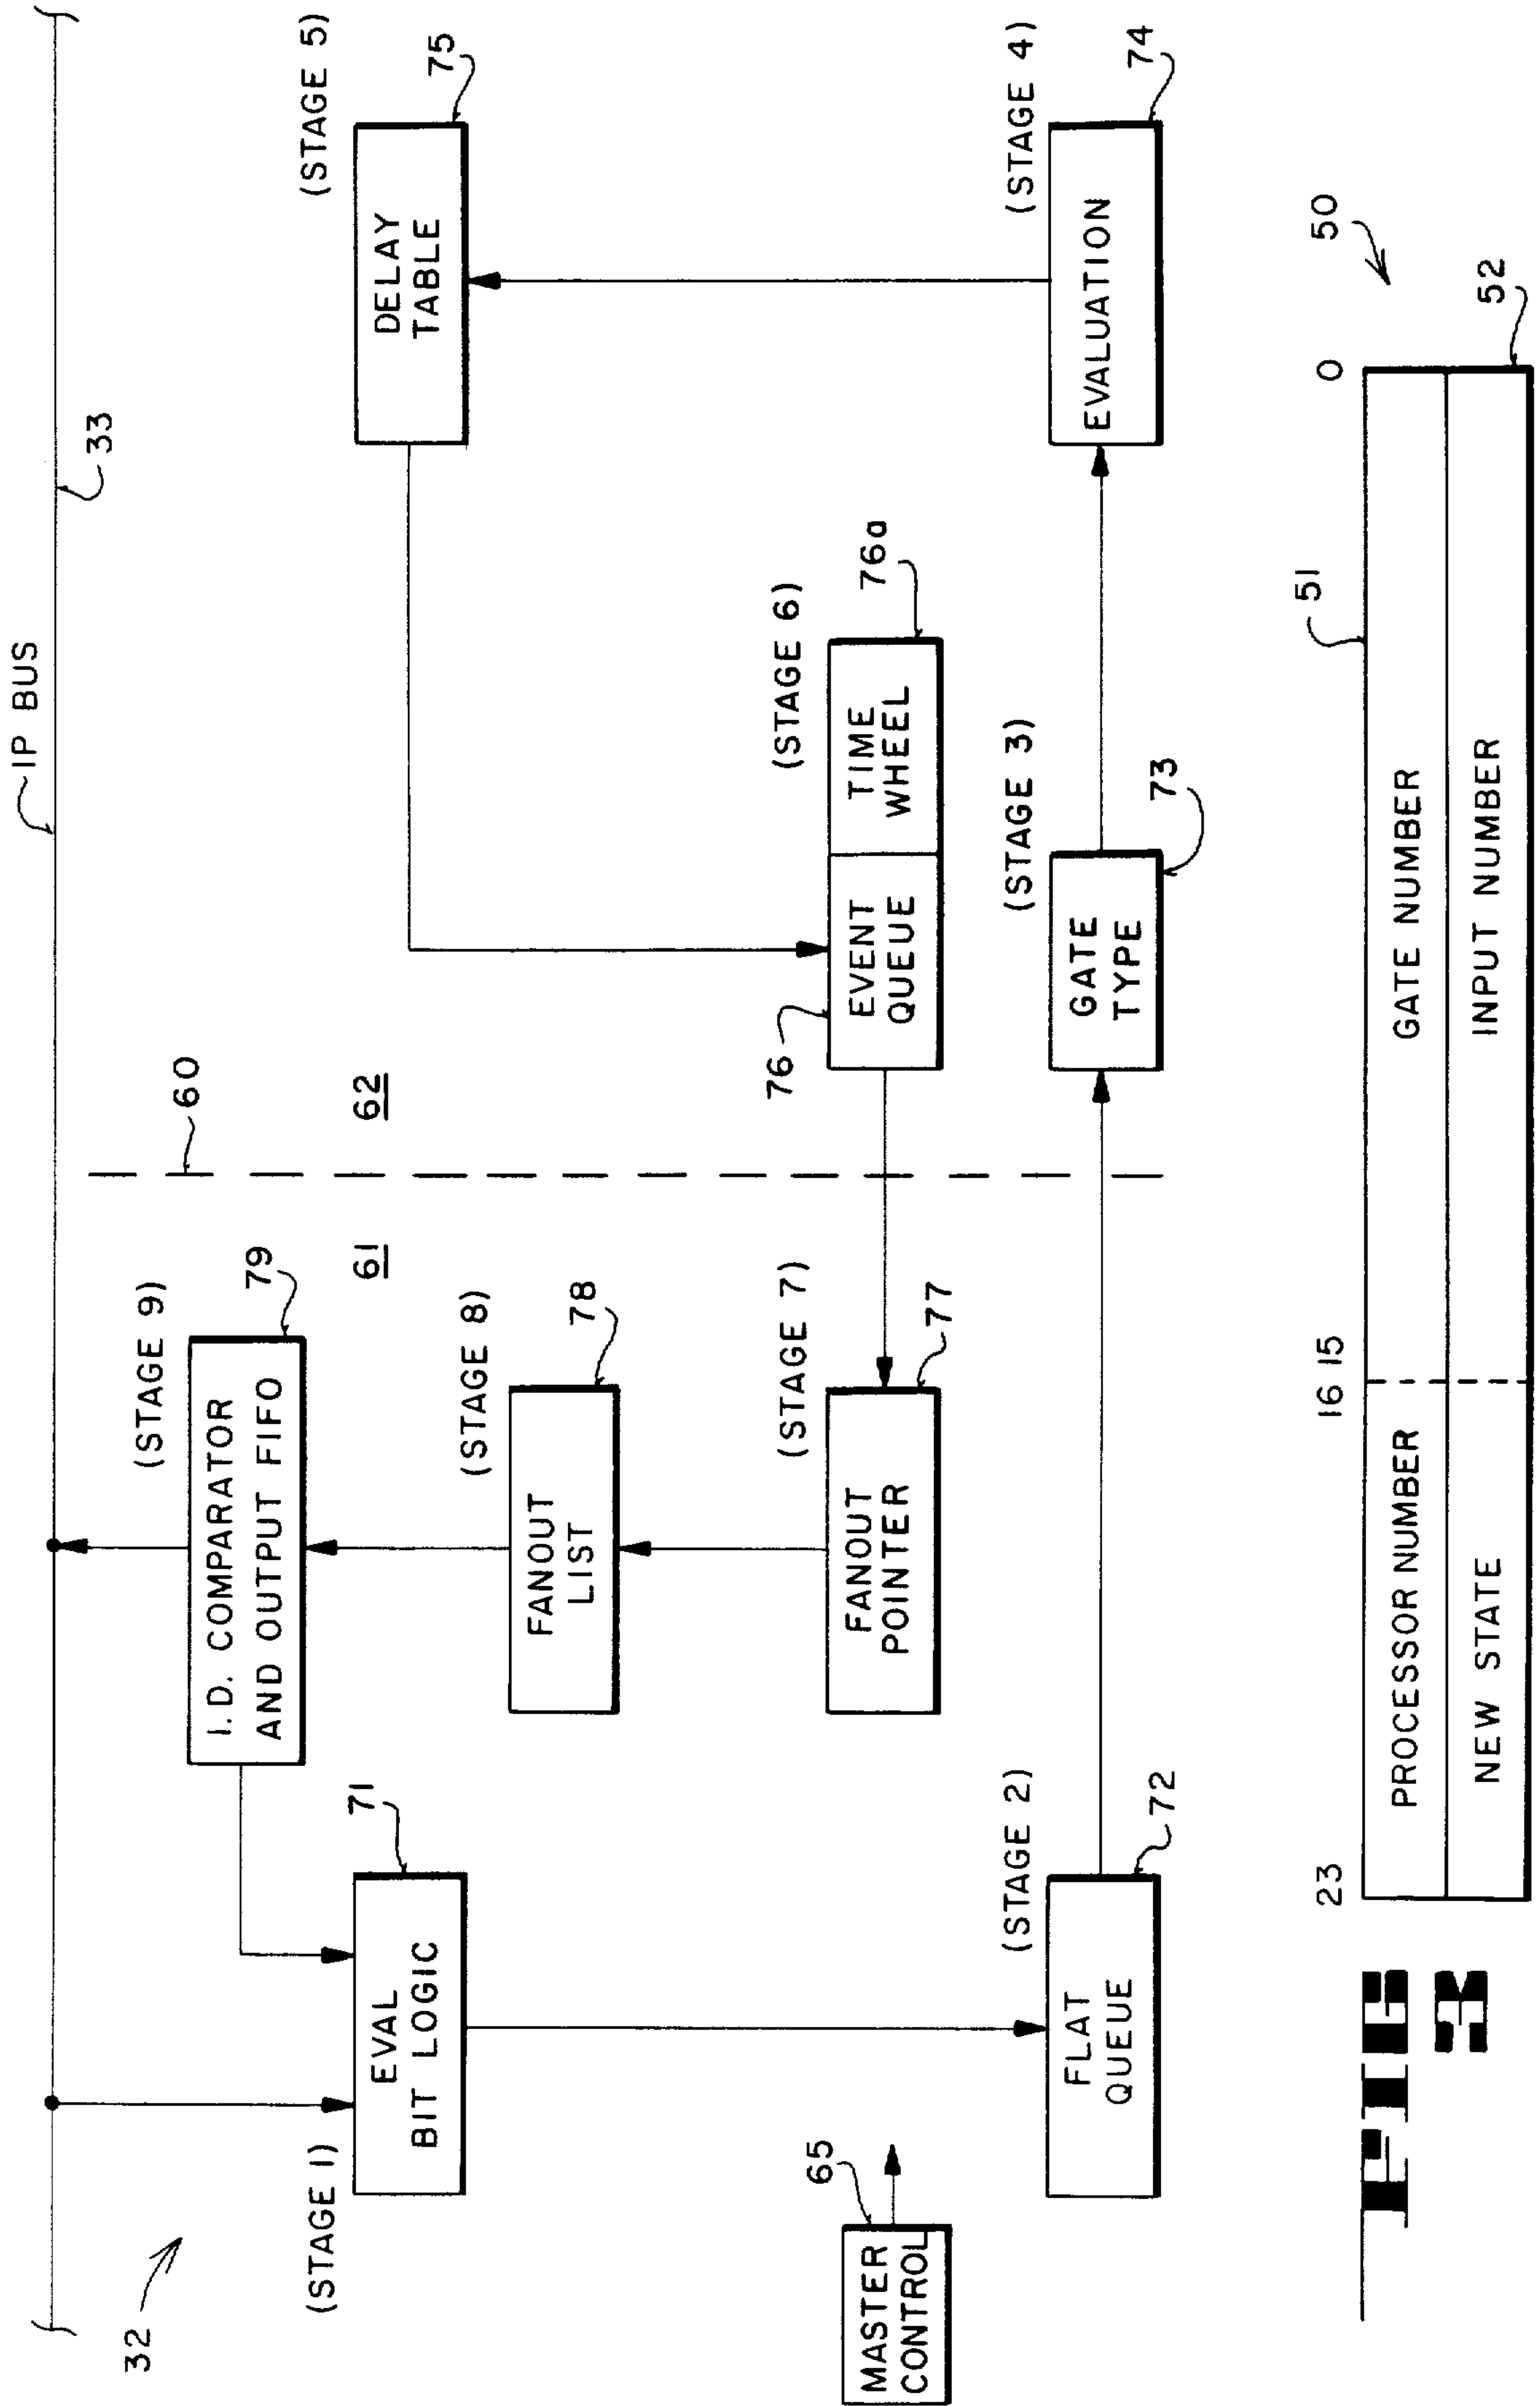 IP BUS
33
32
60
61
62
(STAGE 1)
EVAL
BIT LOGIC
71
(STAGE 9)
I.D. COMPARATOR
AND OUTPUT FIFO
79
(STAGE 5)
DELAY
TABLE
75
(STAGE 8)
FANOUT
LIST
78
(STAGE 7)
FANOUT
POINTER
77
(STAGE 6)
EVENT
QUEUE
76
TIME
WHEEL
76a
MASTER
CONTROL
65
(STAGE 2)
FLAT
QUEUE
72
(STAGE 3)
GATE
TYPE
73
(STAGE 4)
EVALUATION
74
50
23
16 15
0
51
PROCESSOR NUMBER
GATE NUMBER
NEW STATE
INPUT NUMBER
52
FIG
3